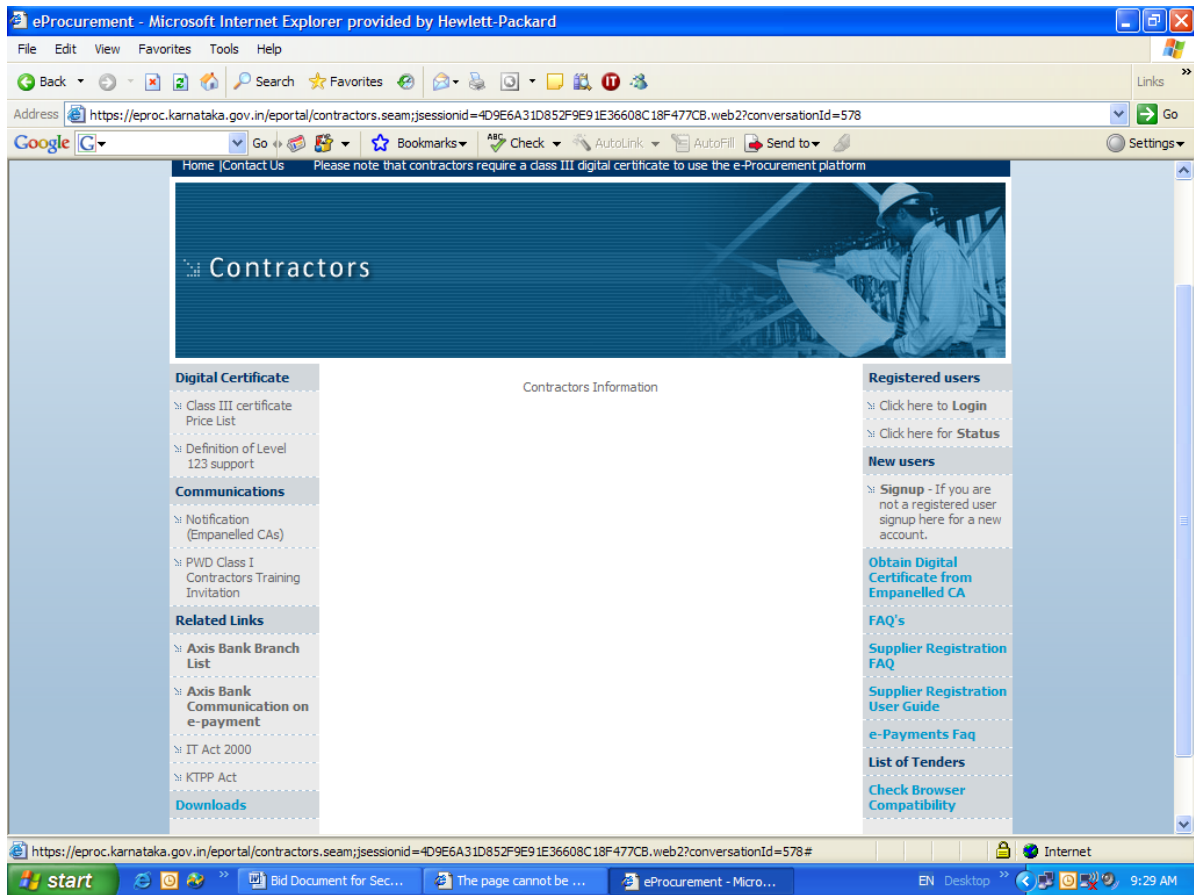 eProcurement - Microsoft Internet Explorer provided by Hewlett-Packard
File Edit View Favorites Tools Help
Back Search Favorites Links
Address https://eproc.karnataka.gov.in/eportal/contractors.seam;jsessionid=4D9E6A31D852F9E91E36608C18F477CB.web2?conversationId=578 Go
Google G Go Bookmarks ABC Check AutoLink AutoFill Send to Settings
Home |Contact Us Please note that contractors require a class III digital certificate to use the e-Procurement platform
Contractors
Digital Certificate
Class III certificate
Price List
Definition of Level
123 support
Communications
Notification
(Empanelled CAs)
PWD Class I
Contractors Training
Invitation
Related Links
Axis Bank Branch
List
Axis Bank
Communication on
e-payment
IT Act 2000
KTPP Act
Downloads
Contractors Information
Registered users
Click here to Login
Click here for Status
New users
Signup - If you are
not a registered user
signup here for a new
account.
Obtain Digital
Certificate from
Empanelled CA
FAQ's
Supplier Registration
FAQ
Supplier Registration
User Guide
e-Payments Faq
List of Tenders
Check Browser
Compatibility
https://eproc.karnataka.gov.in/eportal/contractors.seam;jsessionid=4D9E6A31D852F9E91E36608C18F477CB.web2?conversationId=578# Internet
start Bid Document for Sec... The page cannot be ... eProcurement - Micro... EN Desktop 9:29 AM